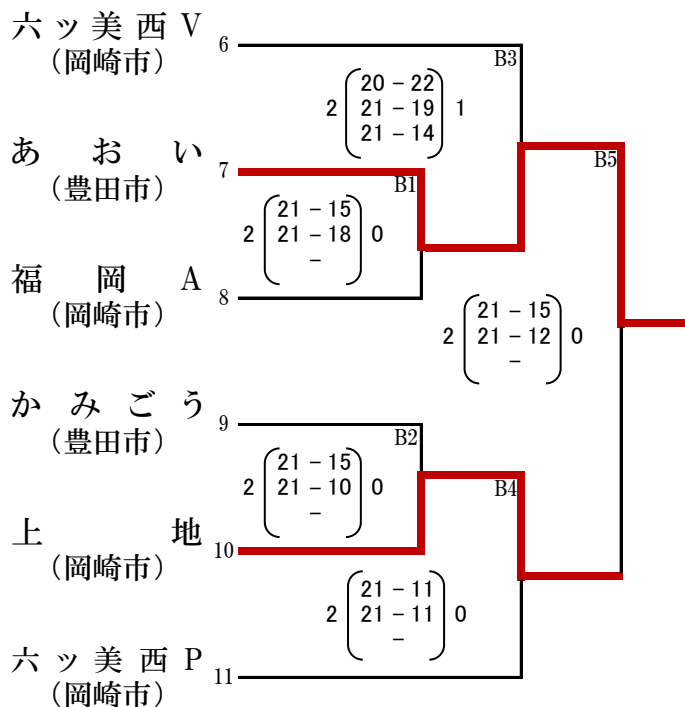 六ッ美西V 6
（岡崎市）
B3
2 20 − 22 1
21 − 19
21 − 14
あおい 7
（豊田市）
B1
B5
2 21 − 15 0
21 − 18
−
福岡A 8
（岡崎市）
2 21 − 15 0
21 − 12
−
かみごう 9
（豊田市）
B2
2 21 − 15 0
21 − 10
−
B4
上地 10
（岡崎市）
2 21 − 11 0
21 − 11
−
六ッ美西P 11
（岡崎市）